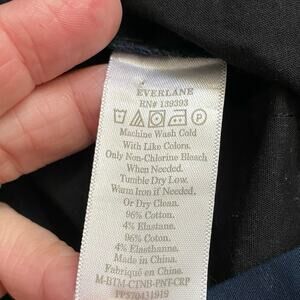 EVERLANE
RN# 139393
P
Machine Wash Cold
With Like Colors.
Only Non-Chlorine Bleach
When Needed.
Tumble Dry Low.
Warm Iron if Needed.
Or Dry Clean.
96% Cotton.
4% Elastane.
96% Coton.
4% Elasthanne.
Made in China.
Fabriqué en Chine.
M-BTM-CTNB-PNT-CRP
PP570431919